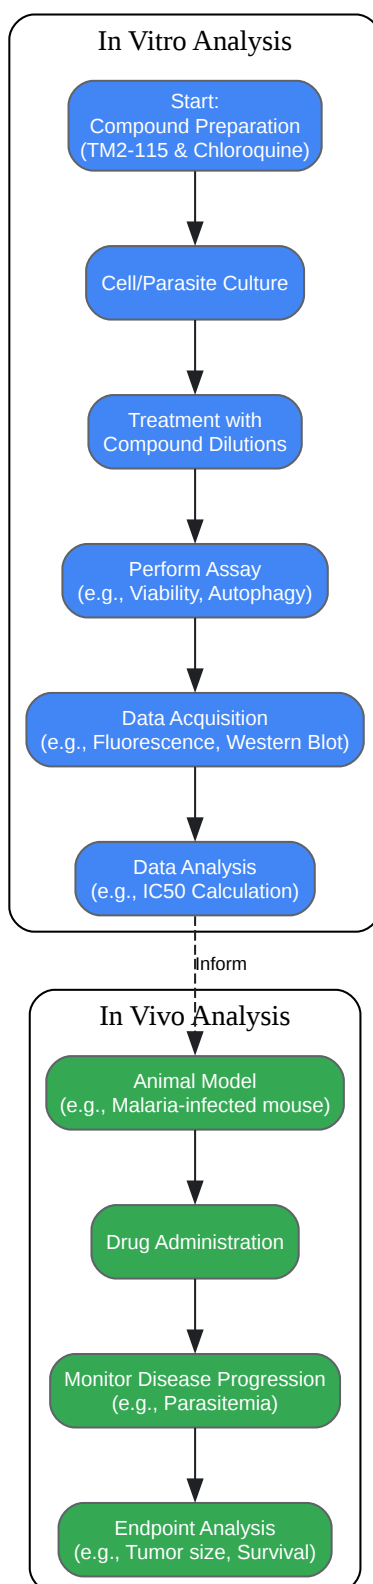 In Vitro Analysis
Start:
Compound Preparation
(TM2-115 & Chloroquine)
Cell/Parasite Culture
Treatment with
Compound Dilutions
Perform Assay
(e.g., Viability, Autophagy)
Data Acquisition
(e.g., Fluorescence, Western Blot)
Data Analysis
(e.g., IC50 Calculation)
Inform
In Vivo Analysis
Animal Model
(e.g., Malaria-infected mouse)
Drug Administration
Monitor Disease Progression
(e.g., Parasitemia)
Endpoint Analysis
(e.g., Tumor size, Survival)